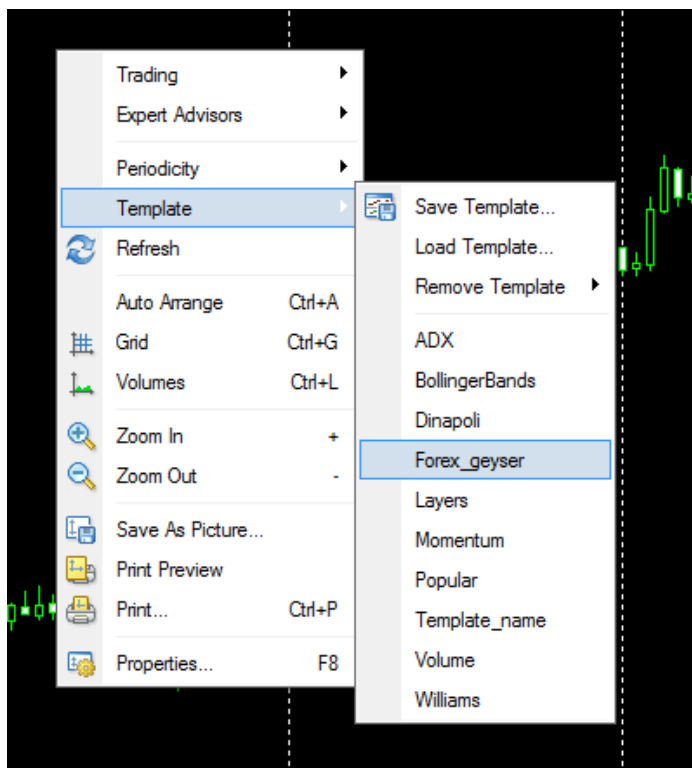 Trading
Expert Advisors
Periodicity
Template
Refresh
Auto Arrange Ctrl+A
Grid Ctrl+G
Volumes Ctrl+L
Zoom In +
Zoom Out -
Save As Picture...
Print Preview
Print... Ctrl+P
Properties... F8
Save Template...
Load Template...
Remove Template
ADX
BollingerBands
Dinapoli
Forex_geyser
Layers
Momentum
Popular
Template_name
Volume
Williams